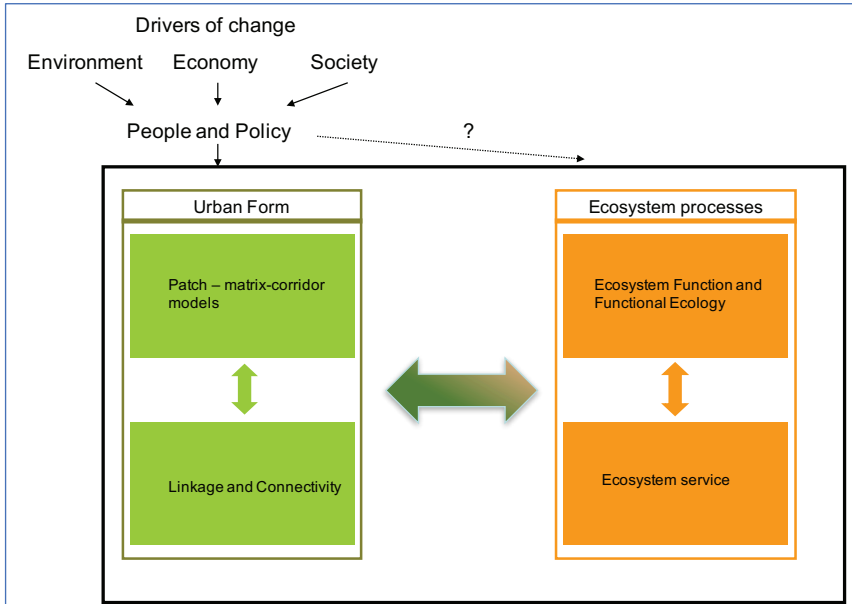 Drivers of change
Environment Economy Society
People and Policy ?
Urban Form
Ecosystem processes
Patch – matrix-corridor
models
Ecosystem Function and
Functional Ecology
Linkage and Connectivity
Ecosystem service